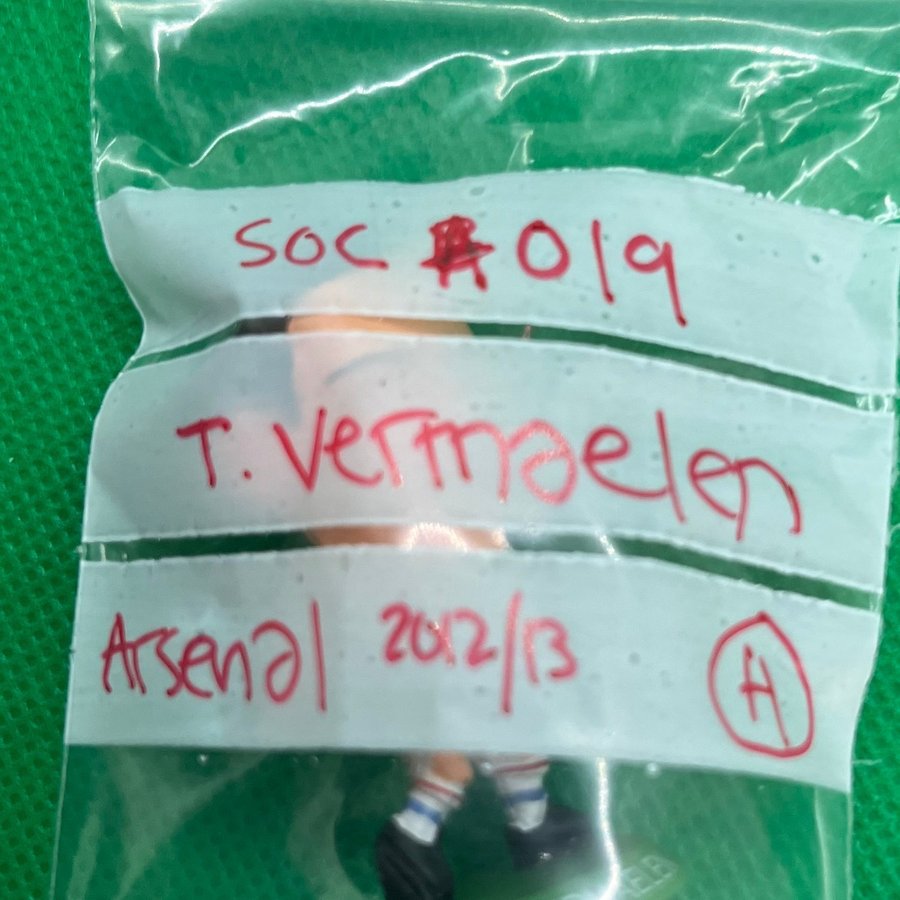 SOC #019
T. Vermaelen
Arsenal 2012/13 H